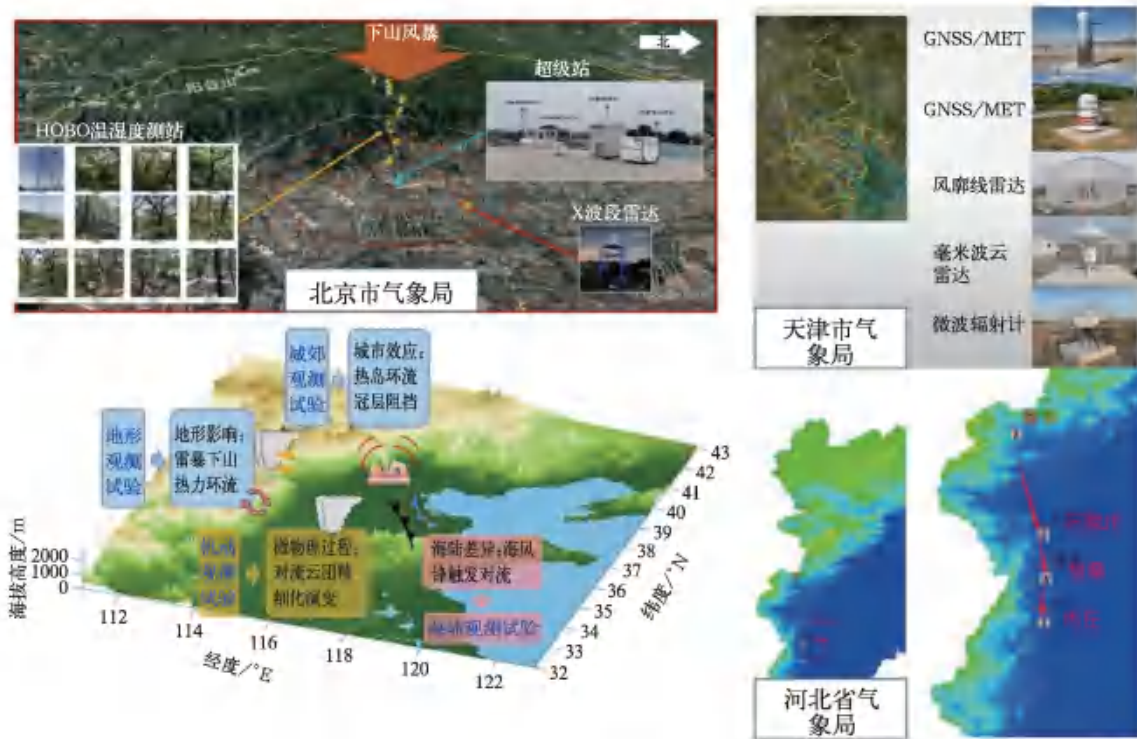 下山风暴
北
超级站
HOBO温湿度测站
X波段雷达
北京市气象局
GNSS/MET
GNSS/MET
风廓线雷达
毫米波云
雷达
微波辐射计
天津市气
象局
城郊
观测
试验
城市效应：
热岛环流
冠层阻挡
地形
观测
试验
地形影响：
雷暴下山
热力环流
机动
观测
试验
微物理过程：
对流云团精
细化演变
海陆差异：海风
锋触发对流
海陆观测试验
海拔高度/m
2000
1000
0
112
114
116
118
120
122
经度/°E
32
33
34
35
36
37
38
39
40
41
42
43
纬度/°N
河北省气
象局